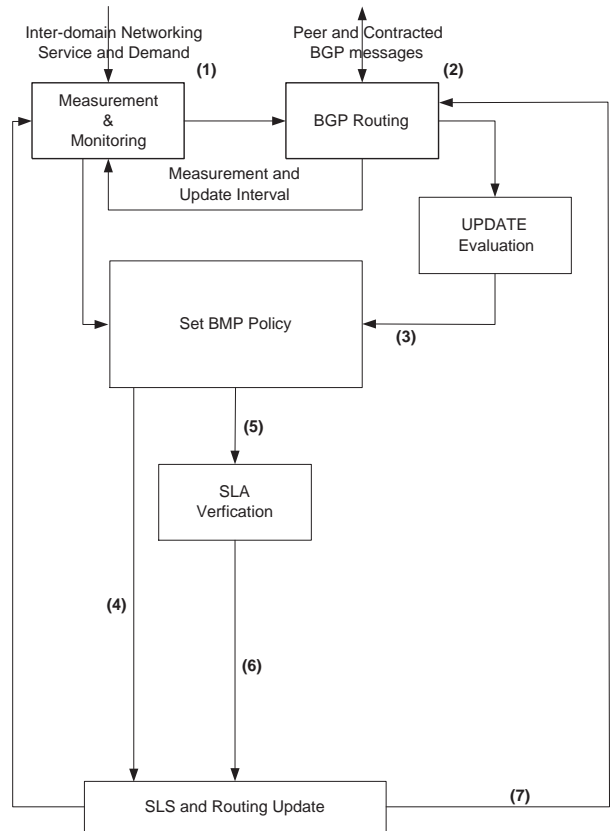 Inter-domain Networking
Service and Demand
Peer and Contracted
BGP messages
(1)
(2)
Measurement
&
Monitoring
BGP Routing
Measurement and
Update Interval
UPDATE
Evaluation
Set BMP Policy
(3)
(5)
SLA
Verfication
(4)
(6)
(7)
SLS and Routing Update